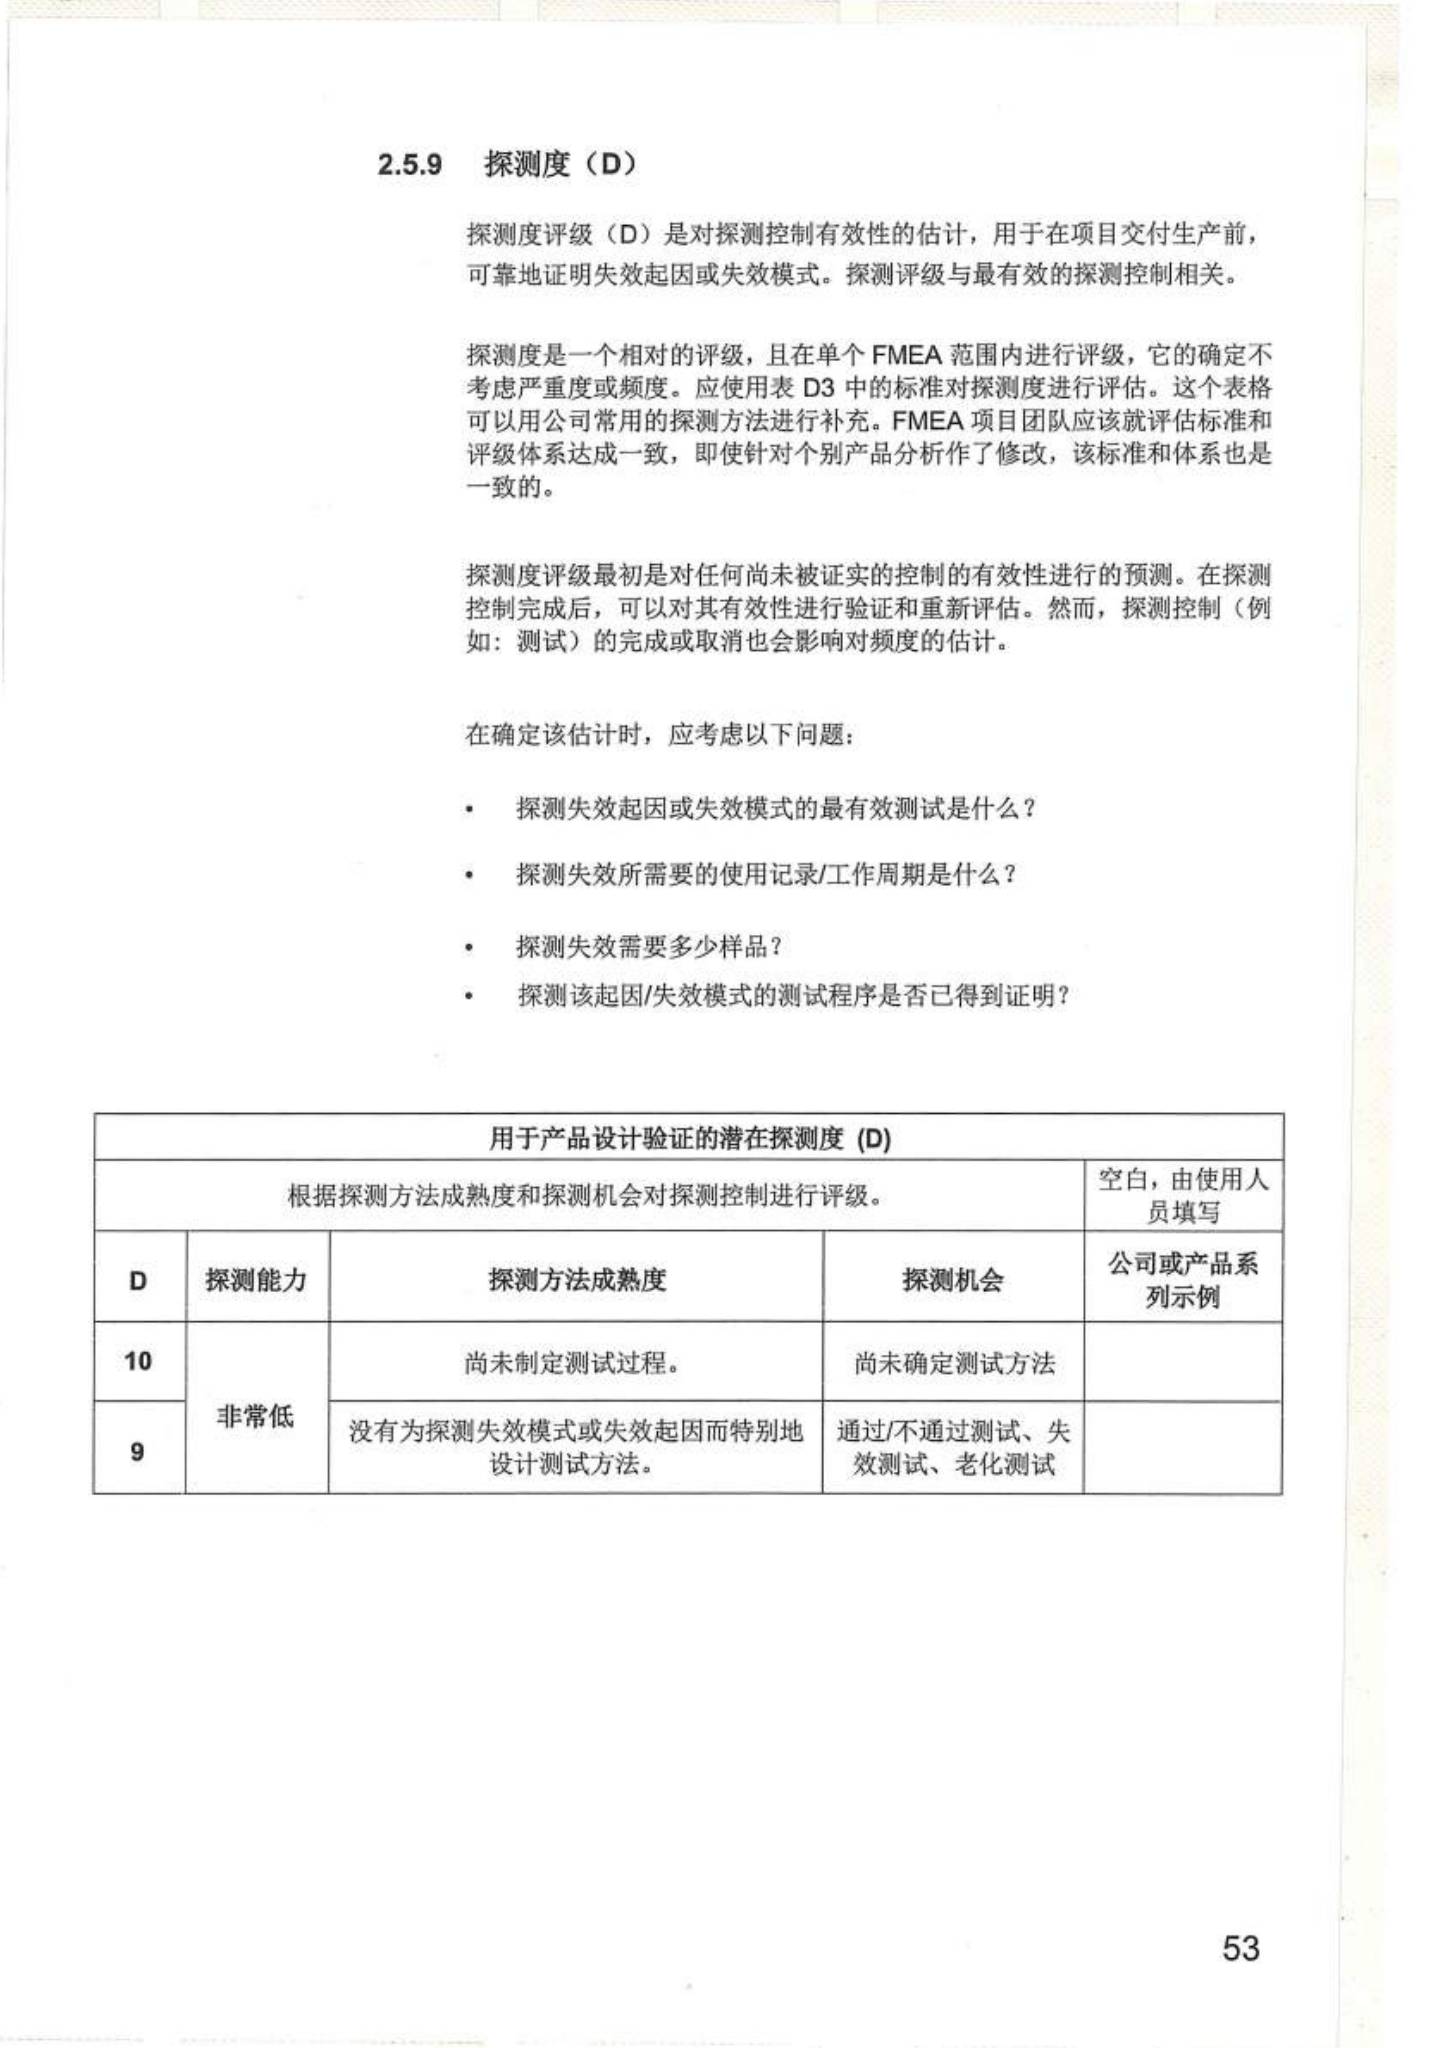 2.5.9 探测度（D）
探测度评级（D）是对探测控制有效性的估计，用于在项目交付生产前，
可靠地证明失效起因或失效模式。探测评级与最有效的探测控制相关。
探测度是一个相对的评级，且在单个 FMEA 范围内进行评级，它的确定不
考虑严重度或频度。应使用表 D3 中的标准对探测度进行评估。这个表格
可以用公司常用的探测方法进行补充。FMEA 项目团队应该就评估标准和
评级体系达成一致，即使针对个别产品分析作了修改，该标准和体系也是
一致的。
探测度评级最初是对任何尚未被证实的控制的有效性进行的预测。在探测
控制完成后，可以对其有效性进行验证和重新评估。然而，探测控制（例
如：测试）的完成或取消也会影响对频度的估计。
在确定该估计时，应考虑以下问题：
• 探测失效起因或失效模式的最有效测试是什么？
• 探测失效所需要的使用记录/工作周期是什么？
• 探测失效需要多少样品？
• 探测该起因/失效模式的测试程序是否已得到证明？
用于产品设计验证的潜在探测度 (D)
根据探测方法成熟度和探测机会对探测控制进行评级。
空白，由使用人
员填写
D
探测能力
探测方法成熟度
探测机会
公司或产品系
列示例
10
非常低
尚未制定测试过程。
尚未确定测试方法
9
没有为探测失效模式或失效起因而特别地
设计测试方法。
通过/不通过测试、失
效测试、老化测试
53